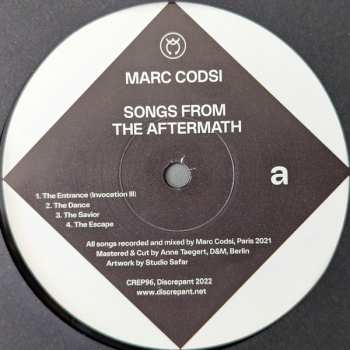 MARC CODSI
SONGS FROM
THE AFTERMATH
a
1. The Entrance (Invocation III)
2. The Dance
3. The Savior
4. The Escape
All songs recorded and mixed by Marc Codsi, Paris 2021
Mastered & Cut by Anne Taegert, D&M, Berlin
Artwork by Studio Safar
CREP96, Discrepant 2022
www.discrepant.net